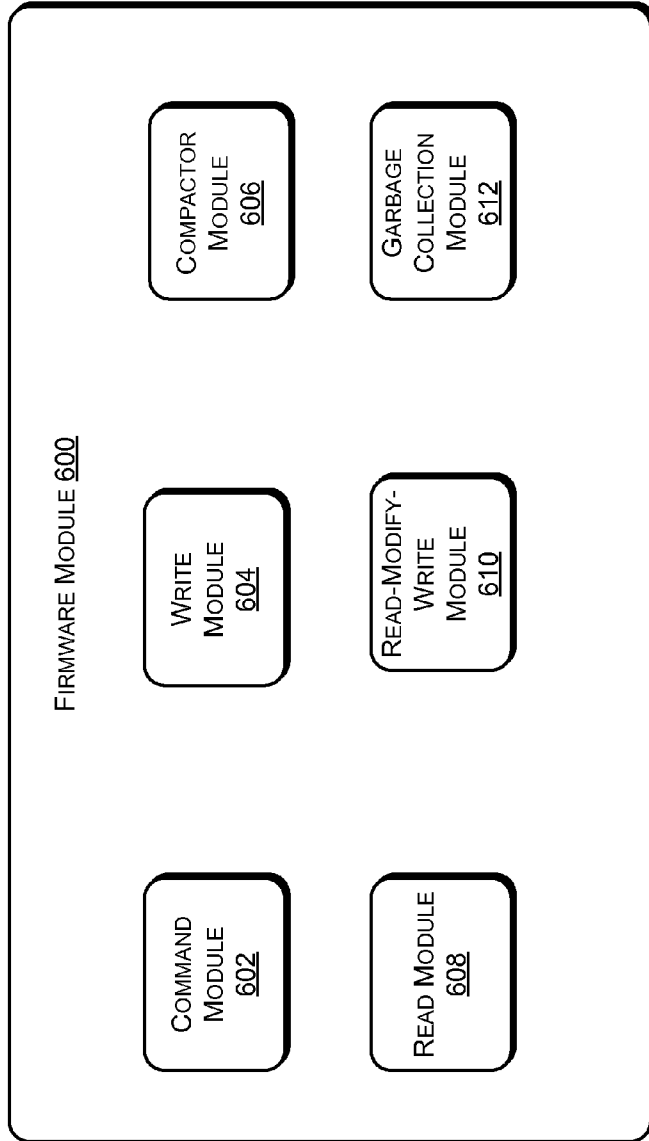 FIRMWARE MODULE 600
COMMAND
MODULE
602
WRITE
MODULE
604
COMPACTOR
MODULE
606
READ MODULE
608
READ-MODIFY-
WRITE
MODULE
610
GARBAGE
COLLECTION
MODULE
612